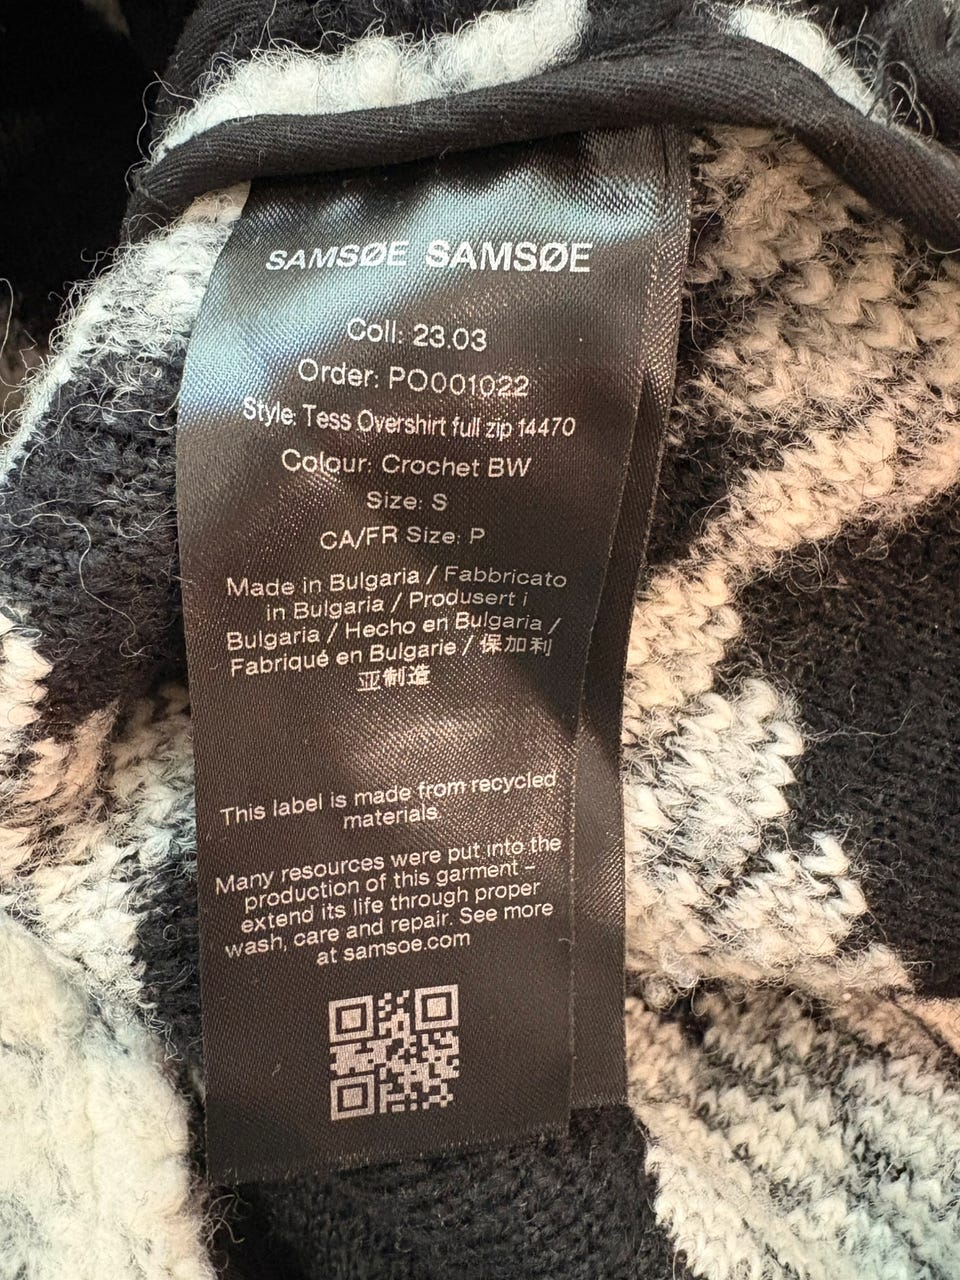 SAMSØE SAMSØE
Coll: 23.03
Order: PO001022
Style: Tess Overshirt full zip 14470
Colour: Crochet BW
Size: S
CA/FR Size: P
Made in Bulgaria / Fabbricato
in Bulgaria / Produsert i
Bulgaria / Hecho en Bulgaria /
Fabriqué en Bulgarie / 保加利
亚制造
This label is made from recycled
materials.
Many resources were put into the
production of this garment –
extend its life through proper
wash, care and repair. See more
at samsoe.com